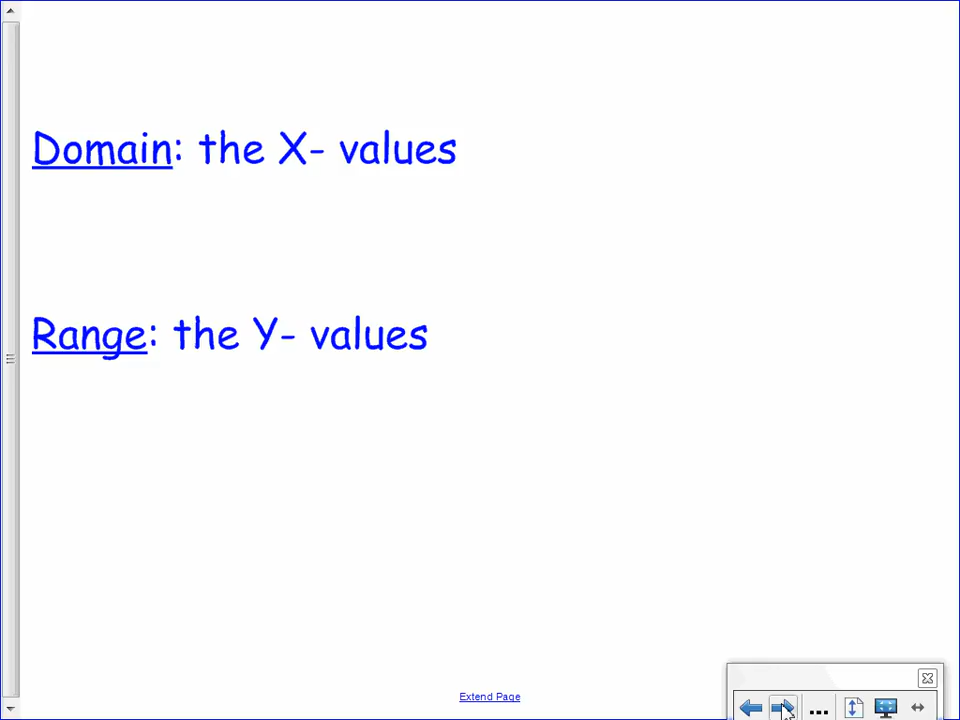 Domain: the X- values
Range: the Y- values
Extend Page